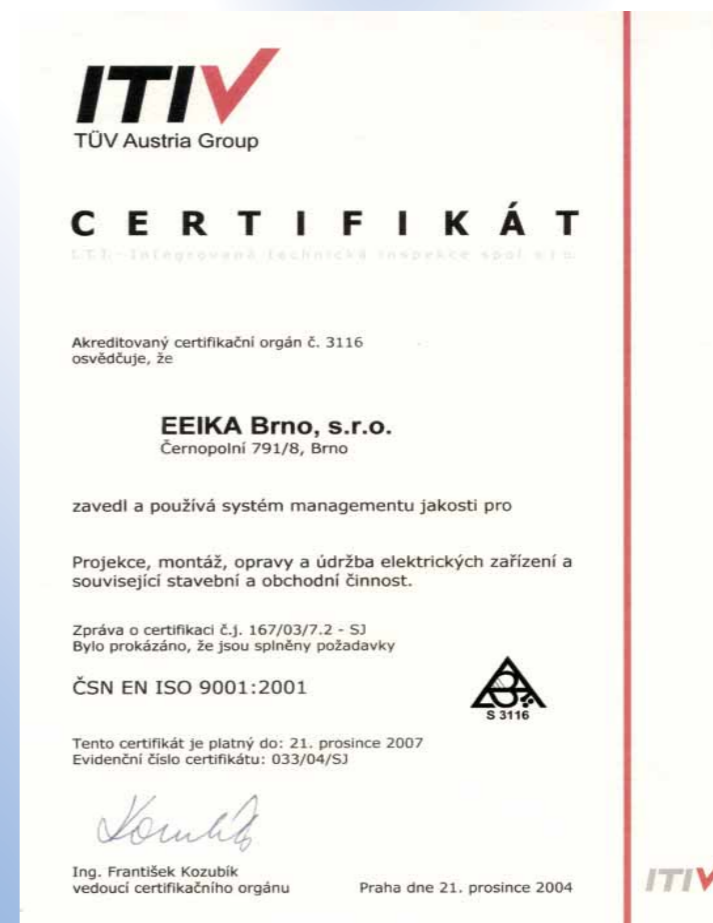 ITIV
TÜV Austria Group
CERTIFIKÁT
I.T.I.-Integrovaná technická inspekce spol.s r.o.
Akreditovaný certifikační orgán č. 3116
osvědčuje, že
EEIKA Brno, s.r.o.
Černopolní 791/8, Brno
zavedl a používá systém managementu jakosti pro
Projekce, montáž, opravy a údržba elektrických zařízení a
související stavební a obchodní činnost.
Zpráva o certifikaci č.j. 167/03/7.2 - SJ
Bylo prokázáno, že jsou splněny požadavky
ČSN EN ISO 9001:2001
S 3116
Tento certifikát je platný do: 21. prosince 2007
Evidenční číslo certifikátu: 033/04/SJ
Ing. František Kozubík
vedoucí certifikačního orgánu
Praha dne 21. prosince 2004
ITIV